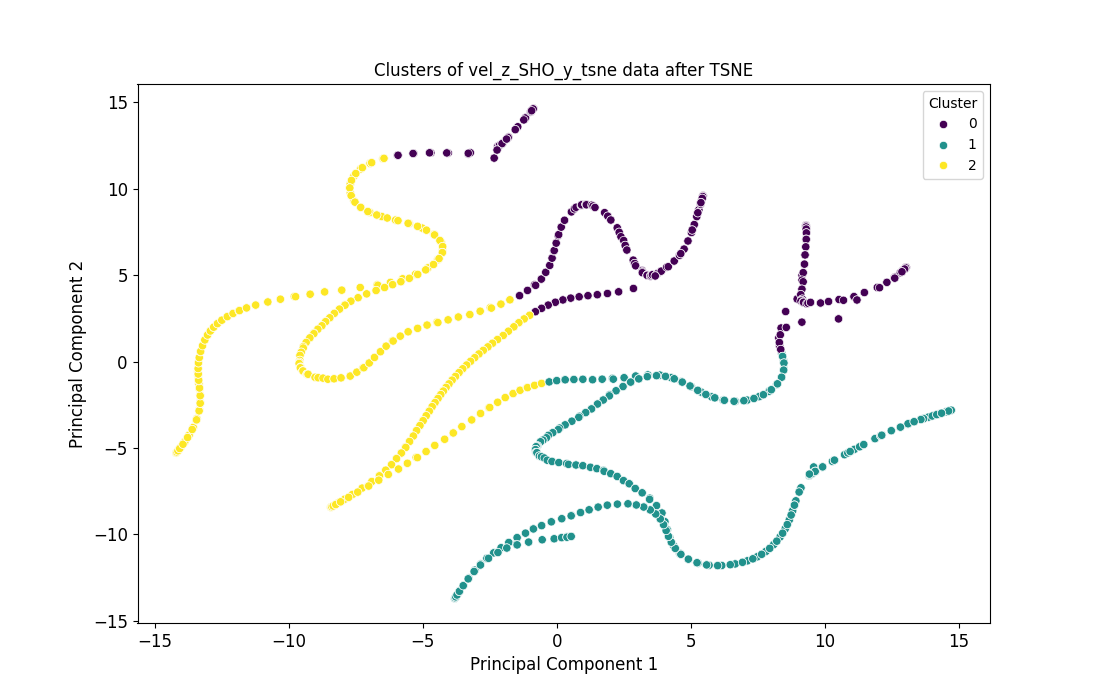 Clusters of vel_z_SHO_y_tsne data after TSNE
Cluster
0
1
2
Principal Component 2
15
10
5
0
−5
−10
−15
−15 −10 −5 0 5 10 15
Principal Component 1